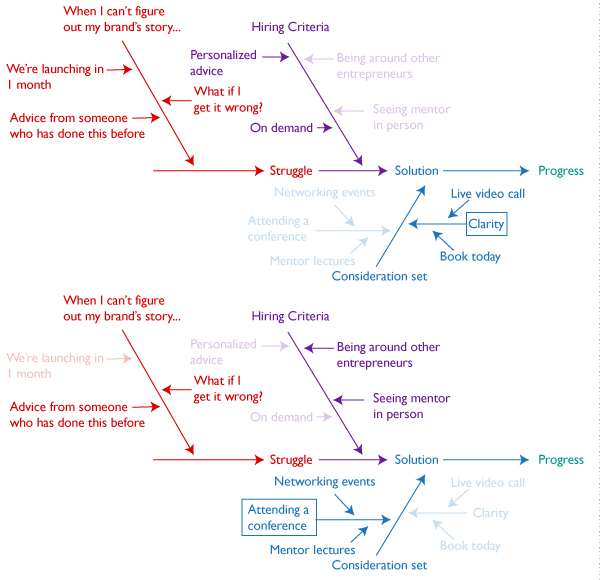 When I can't figure
out my brand's story...
Hiring Criteria
Personalized
advice
Being around other
entrepreneurs
We're launching in
1 month
What if I
get it wrong?
Advice from someone
who has done this before
Seeing mentor
in person
On demand
Struggle
Solution
Progress
Networking events
Live video call
Attending a
conference
Clarity
Mentor lectures
Book today
Consideration set
When I can't figure
out my brand's story...
Hiring Criteria
Personalized
advice
Being around other
entrepreneurs
We're launching in
1 month
What if I
get it wrong?
Advice from someone
who has done this before
Seeing mentor
in person
On demand
Struggle
Solution
Progress
Networking events
Live video call
Attending a
conference
Clarity
Mentor lectures
Book today
Consideration set